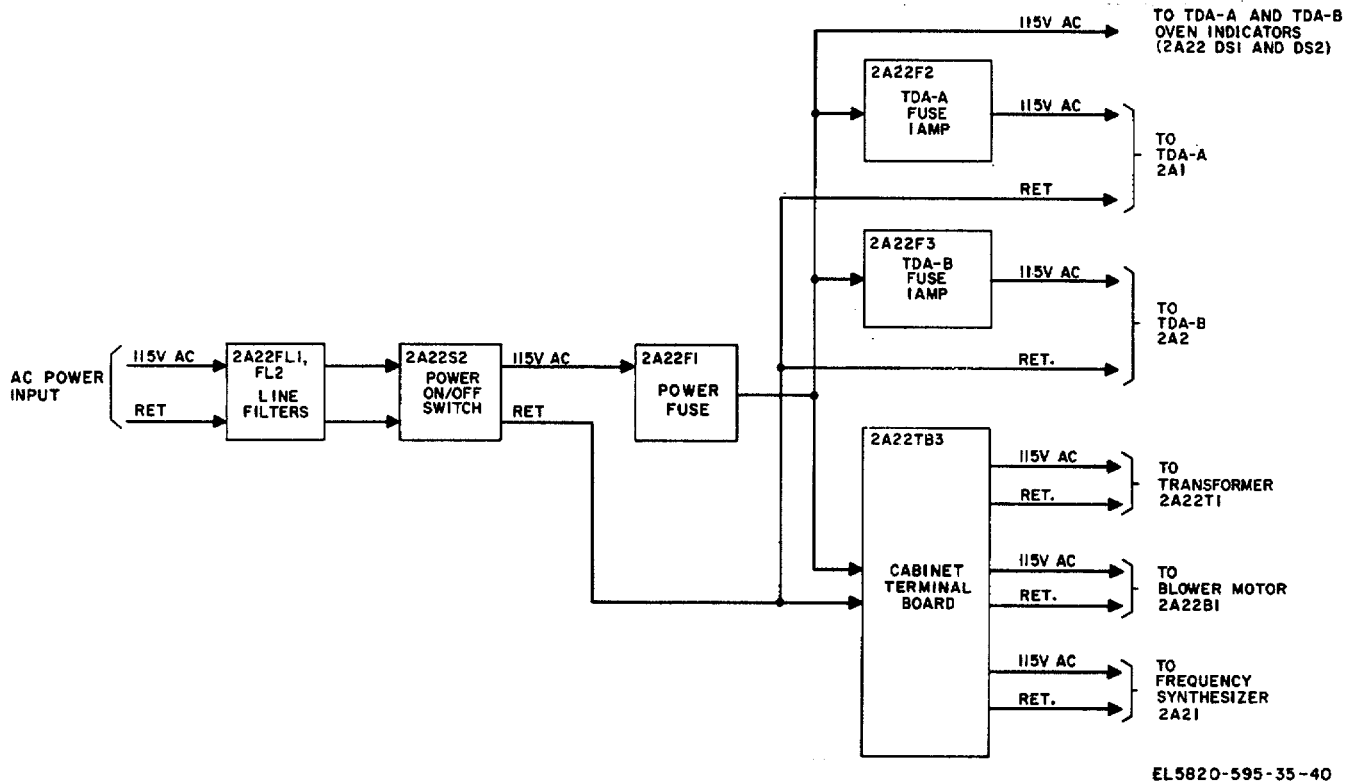 115V AC
TO TDA-A AND TDA-B
OVEN INDICATORS
(2A22 DS1 AND DS2)
2A22F2
TDA-A
FUSE
1AMP
115V AC
TO
TDA-A
2A1
RET
2A22F3
TDA-B
FUSE
1AMP
115V AC
TO
TDA-B
2A2
RET.
AC POWER
INPUT
115V AC
RET
2A22FL1,
FL2
LINE
FILTERS
2A22S2
POWER
ON/OFF
SWITCH
115V AC
RET
2A22F1
POWER
FUSE
2A22TB3
CABINET
TERMINAL
BOARD
115V AC
RET.
TO
TRANSFORMER
2A22T1
115V AC
RET.
TO
BLOWER MOTOR
2A22B1
115V AC
RET.
TO
FREQUENCY
SYNTHESIZER
2A21
EL5820-595-35-40